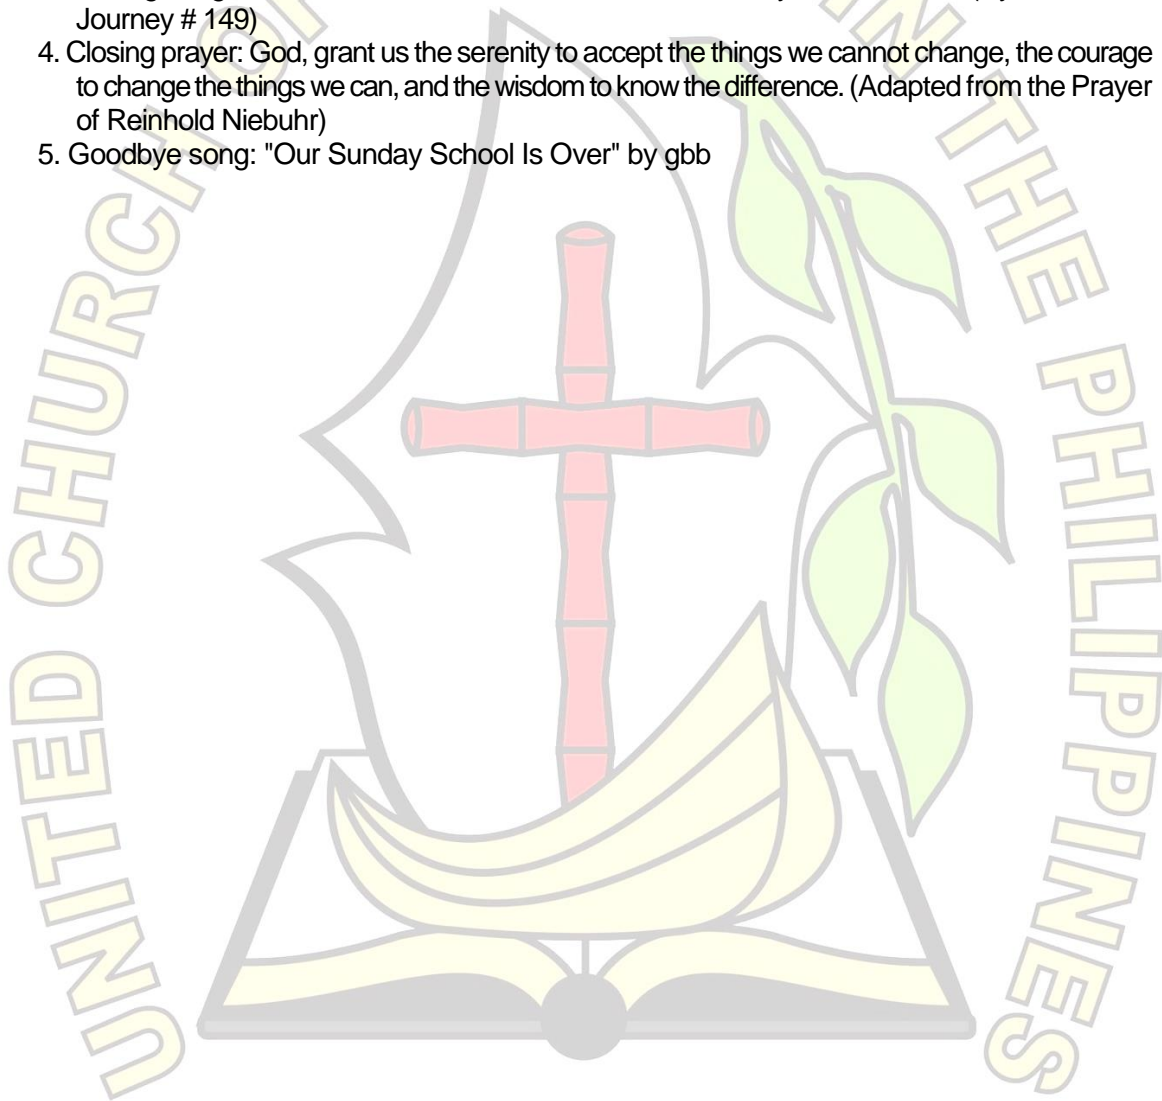 Journey # 149)
4. Closing prayer: God, grant us the serenity to accept the things we cannot change, the courage
to change the things we can, and the wisdom to know the difference. (Adapted from the Prayer
of Reinhold Niebuhr)
5. Goodbye song: "Our Sunday School Is Over" by gbb
UNITED CHURCH OF
IN THE PHILIPPINES